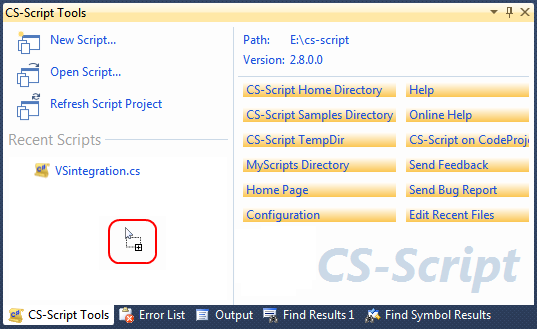 CS-Script Tools
New Script...
Open Script...
Refresh Script Project
Recent Scripts
VSintegration.cs
Path: E:\cs-script
Version: 2.8.0.0
CS-Script Home Directory
Help
CS-Script Samples Directory
Online Help
CS-Script TempDir
CS-Script on CodeProje
MyScripts Directory
Send Feedback
Home Page
Send Bug Report
Configuration
Edit Recent Files
CS-Script
CS-Script Tools
Error List
Output
Find Results 1
Find Symbol Results